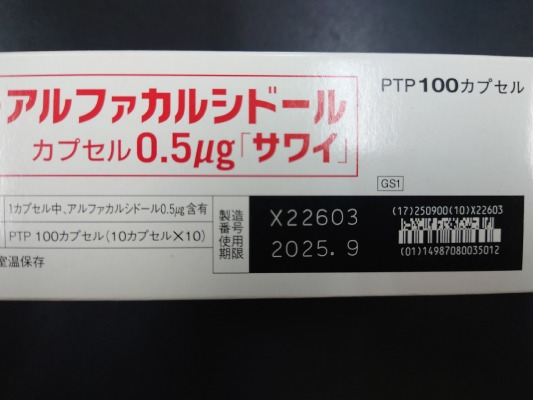 アルファカルシドール
カプセル0.5μg「サワイ」
PTP 100カプセル
GS1
1カプセル中、アルファカルシドール0.5μg含有
PTP 100カプセル(10カプセル×10)
室温保存
製造番号
使用期限
X22603
2025.9
(17)250900(10)X22603
(01)14987080035012